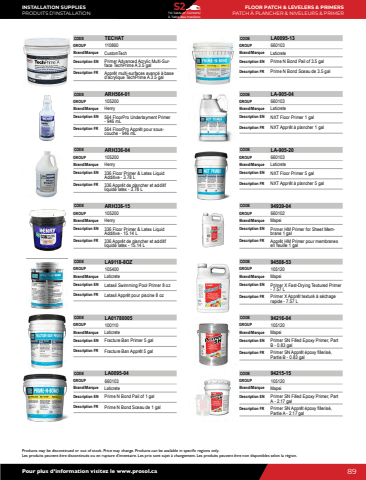 INSTALLATION SUPPLIES
PRODUITS D'INSTALLATION
S2
FLOOR PATCH & LEVELERS & PRIMERS
PATCH À PLANCHER & NIVELEURS & PRIMER
CODE TECHAT
GROUP 110860
Brand/Marque CustomTech
Description EN Primer Advanced Acrylic Multi-Surface TechPrime A 3.5 gal
Description FR Apprêt multi-surfaces avancé à base d'acrylique TechPrime A 3.5 gal
CODE ARH564-01
GROUP 105200
Brand/Marque Henry
Description EN 564 FloorPro Underlayment Primer - 946 mL
Description FR 564 FloorPro Apprêt pour sous-couche - 946 mL
CODE ARH336-04
GROUP 105200
Brand/Marque Henry
Description EN 336 Floor Primer & Latex Liquid Additive - 3.78 L
Description FR 336 Apprêt de plancher et additif liquide latex - 3.78 L
CODE ARH336-15
GROUP 105200
Brand/Marque Henry
Description EN 336 Floor Primer & Latex Liquid Additive - 15.14 L
Description FR 336 Apprêt de plancher et additif liquide latex - 15.14 L
CODE LA9118-8OZ
GROUP 105400
Brand/Marque Laticrete
Description EN Latasil Swimming Pool Primer 8 oz
Description FR Latasil Apprêt pour piscine 8 oz
CODE LA01780005
GROUP 100110
Brand/Marque Laticrete
Description EN Fracture Ban Primer 5 gal
Description FR Fracture Ban Apprêt 5 gal
CODE LA0095-04
GROUP 660103
Brand/Marque Laticrete
Description EN Prime N Bond Pail of 1 gal
Description FR Prime N Bond Sceau de 1 gal
CODE LA0095-13
GROUP 660103
Brand/Marque Laticrete
Description EN Prime N Bond Pail of 3.5 gal
Description FR Prime N Bond Sceau de 3.5 gal
CODE LA-005-04
GROUP 660103
Brand/Marque Laticrete
Description EN NXT Floor Primer 1 gal
Description FR NXT Apprêt à plancher 1 gal
CODE LA-005-20
GROUP 660103
Brand/Marque Laticrete
Description EN NXT Floor Primer 5 gal
Description FR NXT Apprêt à plancher 5 gal
CODE 94939-04
GROUP 660102
Brand/Marque Mapei
Description EN Primer HM Primer for Sheet Membrane 1 gal
Description FR Apprêt HM Primer pour membranes en feuille 1 gal
CODE 94588-53
GROUP 105120
Brand/Marque Mapei
Description EN Primer X Fast-Drying Textured Primer - 7.57 L
Description FR Primer X Apprêt texturé à séchage rapide - 7.57 L
CODE 94216-04
GROUP 105120
Brand/Marque Mapei
Description EN Primer SN Filled Epoxy Primer, Part B - 0.83 gal
Description FR Primer SN Apprêt époxy fillerisé, Partie B - 0.83 gal
CODE 94215-15
GROUP 105120
Brand/Marque Mapei
Description EN Primer SN Filled Epoxy Primer, Part A - 2.17 gal
Description FR Primer SN Apprêt époxy fillerisé, Partie A - 2.17 gal
Products may be discontinued or out of stock. Price may change. Products can be available in specific regions only.
Les produits peuvent être discontinués ou en rupture d'inventaire. Les prix sont sujet à changement. Les produits peuvent être non disponibles selon la région.
Pour plus d'information visitez le www.prosol.ca
89